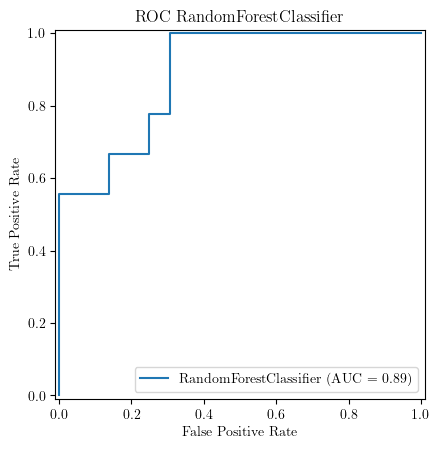 ROC RandomForestClassifier
1.0
0.8
0.6
0.4
0.2
0.0
True Positive Rate
RandomForestClassifier (AUC = 0.89)
0.0 0.2 0.4 0.6 0.8 1.0
False Positive Rate